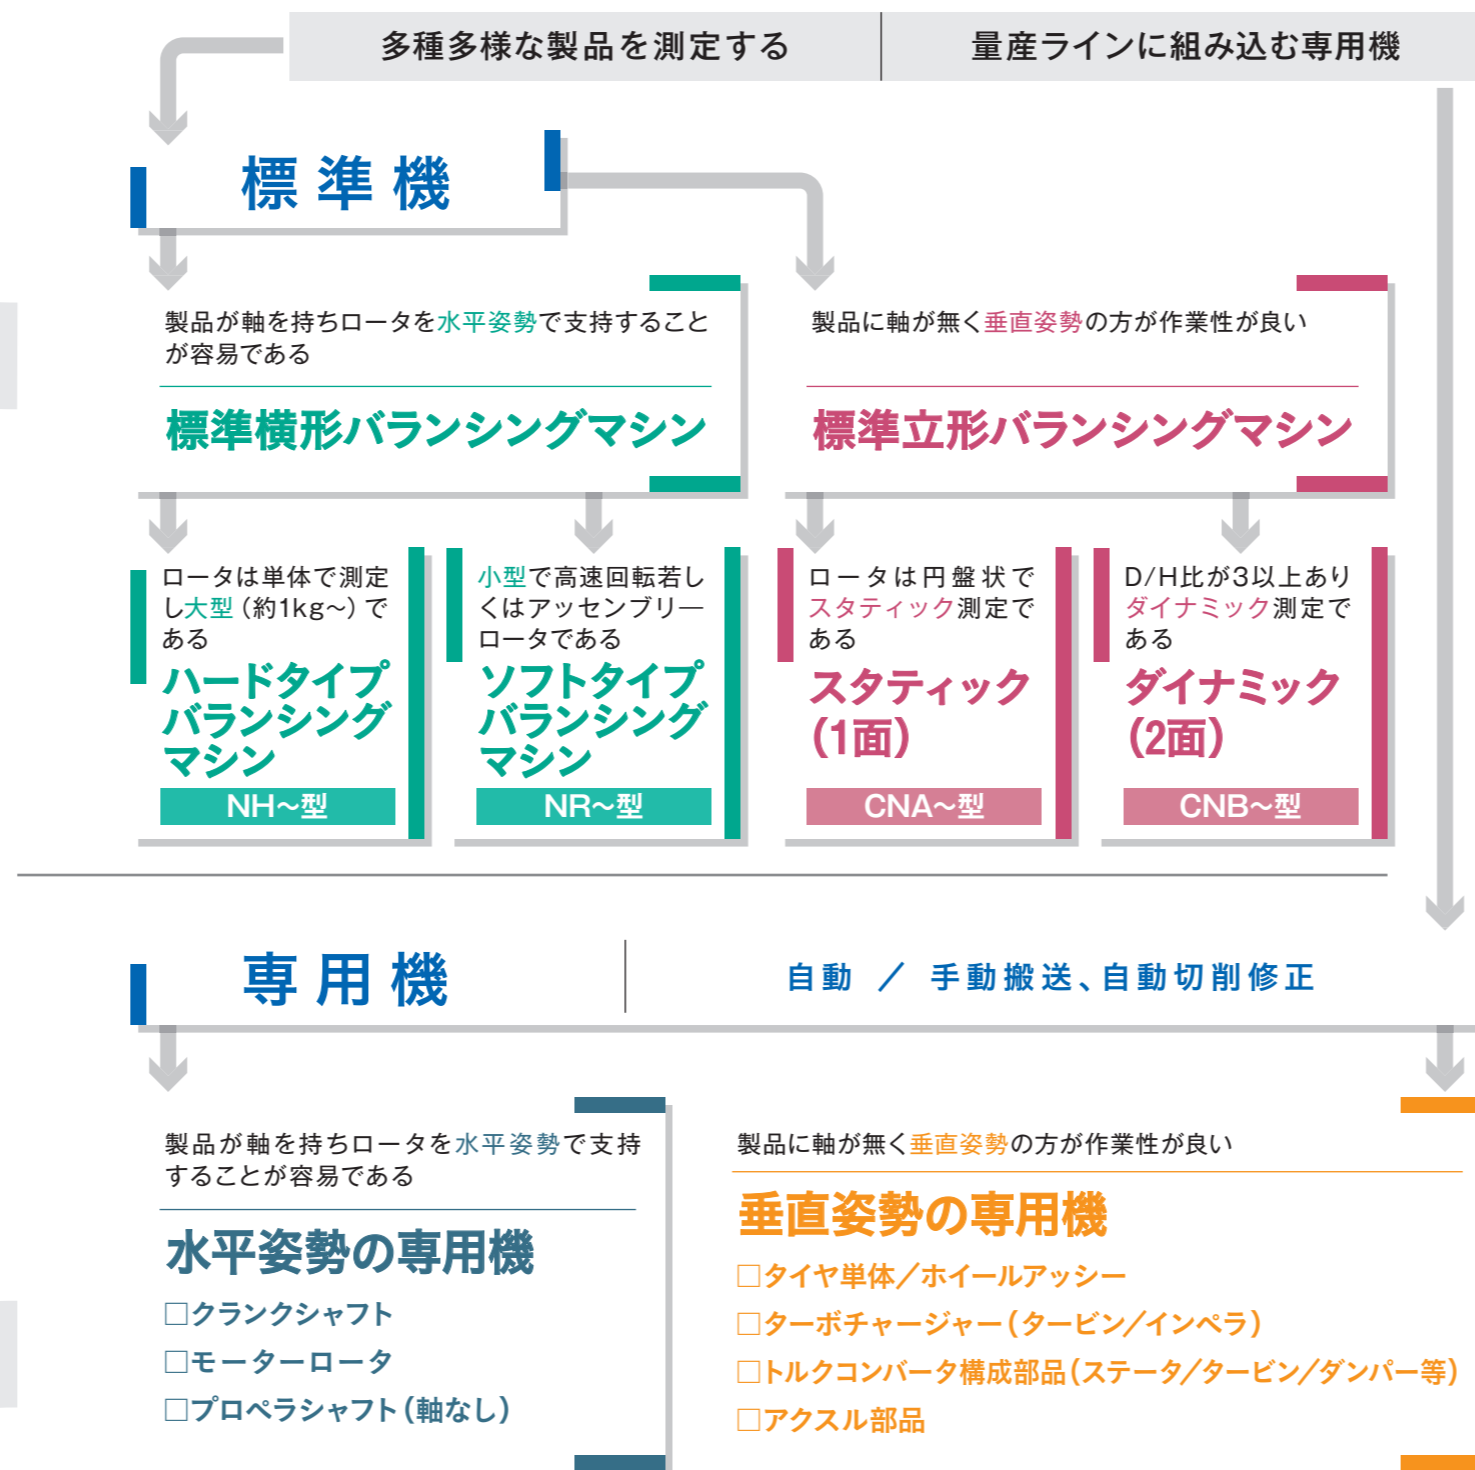 多種多様な製品を測定する
量産ラインに組み込む専用機
標準機
製品が軸を持ちロータを水平姿勢で支持すること
が容易である
標準横形バランシングマシン
製品に軸が無く垂直姿勢の方が作業性が良い
標準立形バランシングマシン
ロータは単体で測定
し大型（約1kg～）で
ある
ハードタイプ
バランシング
マシン
NH～型
小型で高速回転若し
くはアッセンブリー
ロータである
ソフトタイプ
バランシング
マシン
NR～型
ロータは円盤状で
スタティック測定で
ある
スタティック
（1面）
CNA～型
D/H比が3以上あり
ダイナミック測定で
ある
ダイナミック
（2面）
CNB～型
専用機
自動 ／ 手動搬送、自動切削修正
製品が軸を持ちロータを水平姿勢で支持
することが容易である
水平姿勢の専用機
□クランクシャフト
□モーターロータ
□プロペラシャフト（軸なし）
製品に軸が無く垂直姿勢の方が作業性が良い
垂直姿勢の専用機
□タイヤ単体／ホイールアッシー
□ターボチャージャー（タービン／インペラ）
□トルクコンバータ構成部品（ステータ／タービン／ダンパー等）
□アクスル部品